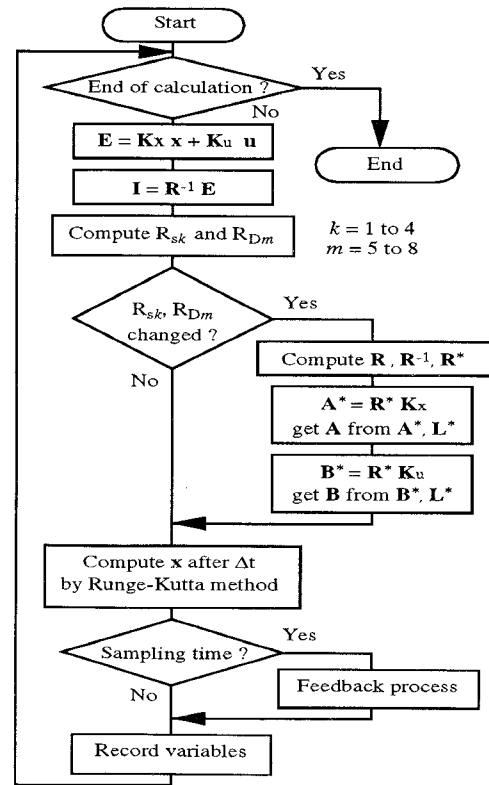 Start
End of calculation ?
Yes
No
E = Kx x + Ku u
End
I = R-1 E
Compute Rsk and RDm
k = 1 to 4
m = 5 to 8
Rsk, RDm
changed ?
Yes
No
Compute R , R-1, R*
A* = R* Kx
get A from A*, L*
B* = R* Ku
get B from B*, L*
Compute x after Δt
by Runge-Kutta method
Sampling time ?
Yes
No
Feedback process
Record variables